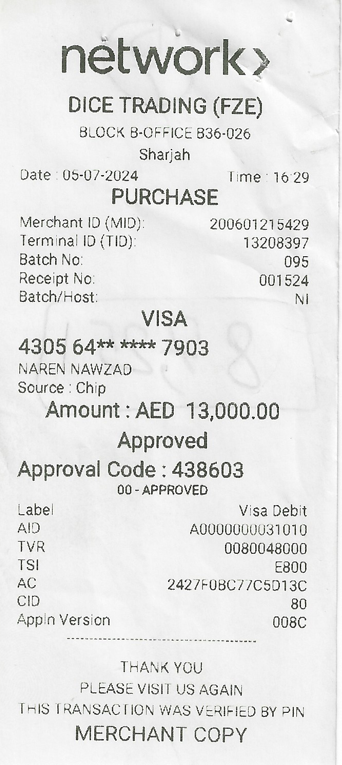 network>
DICE TRADING (FZE)
BLOCK B-OFFICE B36-026
Sharjah
Date : 05-07-2024 Time : 16:29
PURCHASE
Merchant ID (MID): 200601215429
Terminal ID (TID): 13208397
Batch No: 095
Receipt No: 001524
Batch/Host: NI
VISA
4305 64** **** 7903
NAREN NAWZAD
Source : Chip
Amount : AED 13,000.00
Approved
Approval Code : 438603
00 - APPROVED
Label Visa Debit
AID A0000000031010
TVR 0080048000
TSI E800
AC 2427F0BC77C5D13C
CID 80
AppIn Version 008C
THANK YOU
PLEASE VISIT US AGAIN
THIS TRANSACTION WAS VERIFIED BY PIN
MERCHANT COPY